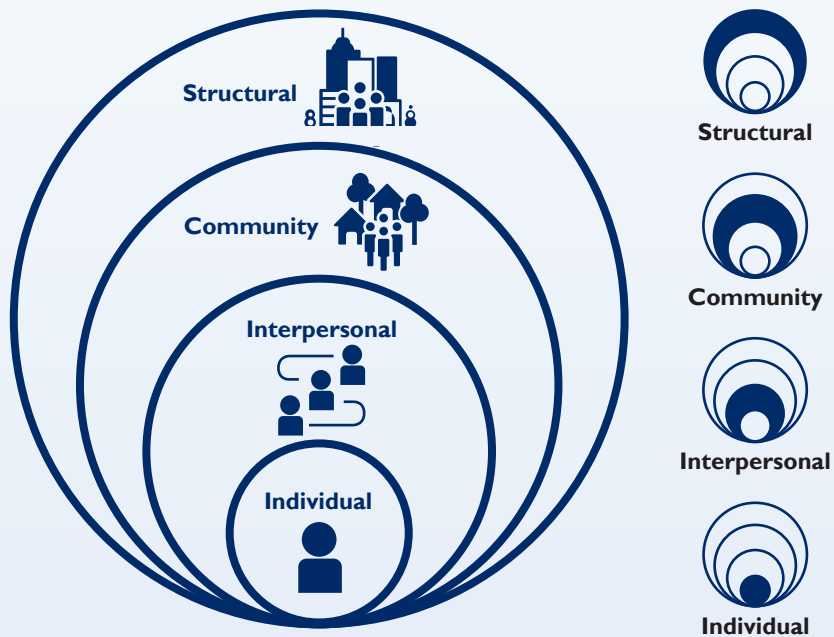 Structural
Community
Interpersonal
Individual
Structural
Community
Interpersonal
Individual